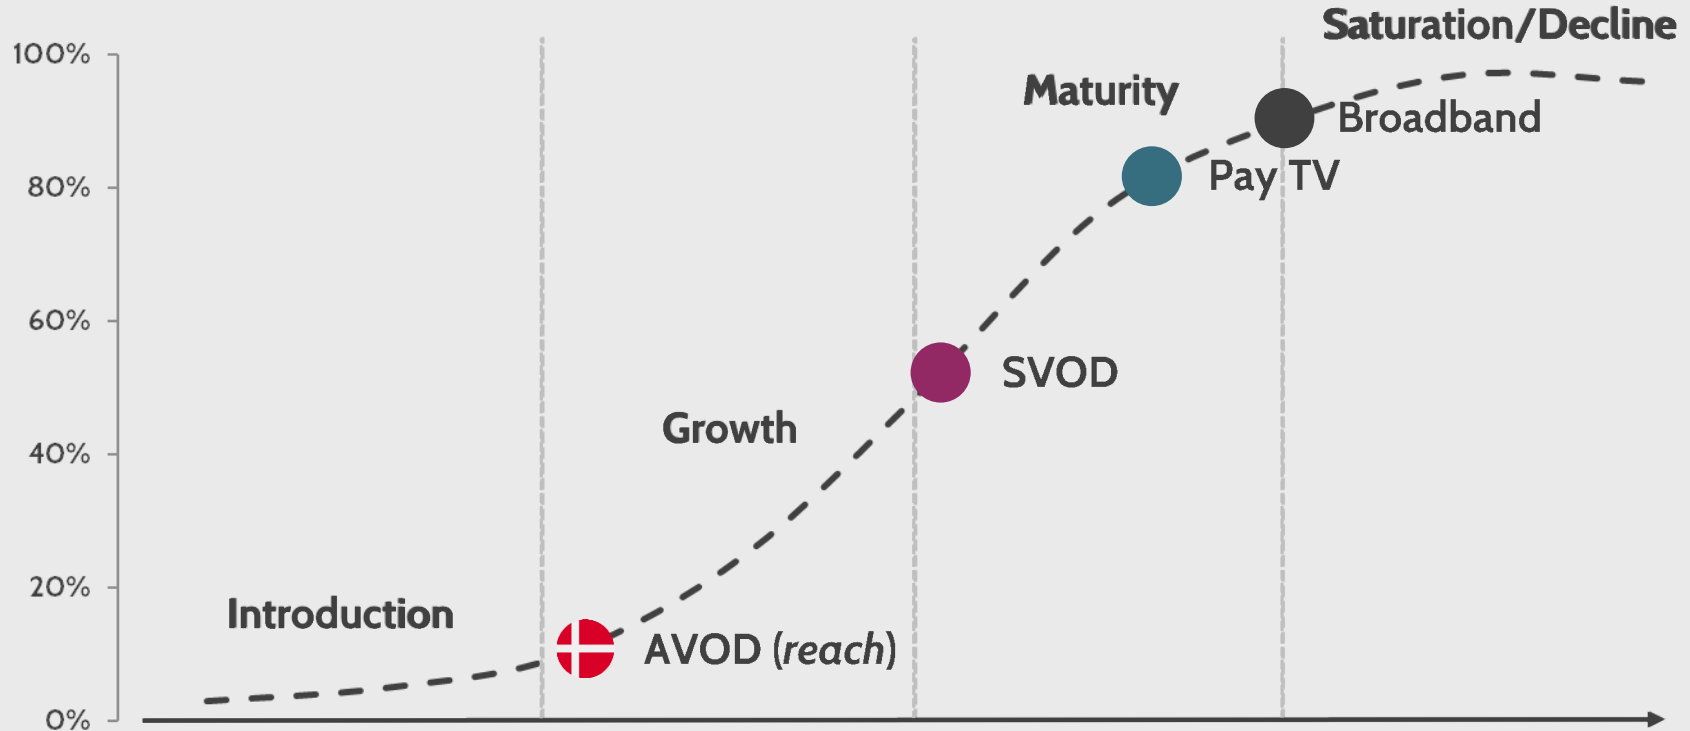 Saturation/Decline
100%
Maturity
Broadband
80%
Pay TV
60%
SVOD
Growth
40%
20%
Introduction
AVOD (reach)
0%